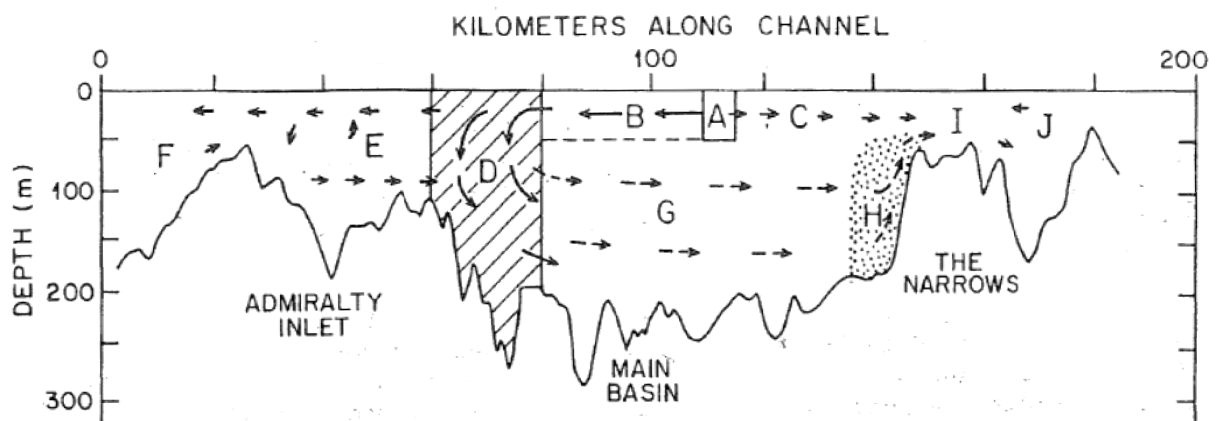 KILOMETERS ALONG CHANNEL
0 100 200
0
100
200
300
DEPTH (m)
F E D B A C I J
G H
ADMIRALTY
INLET
MAIN
BASIN
THE
NARROWS